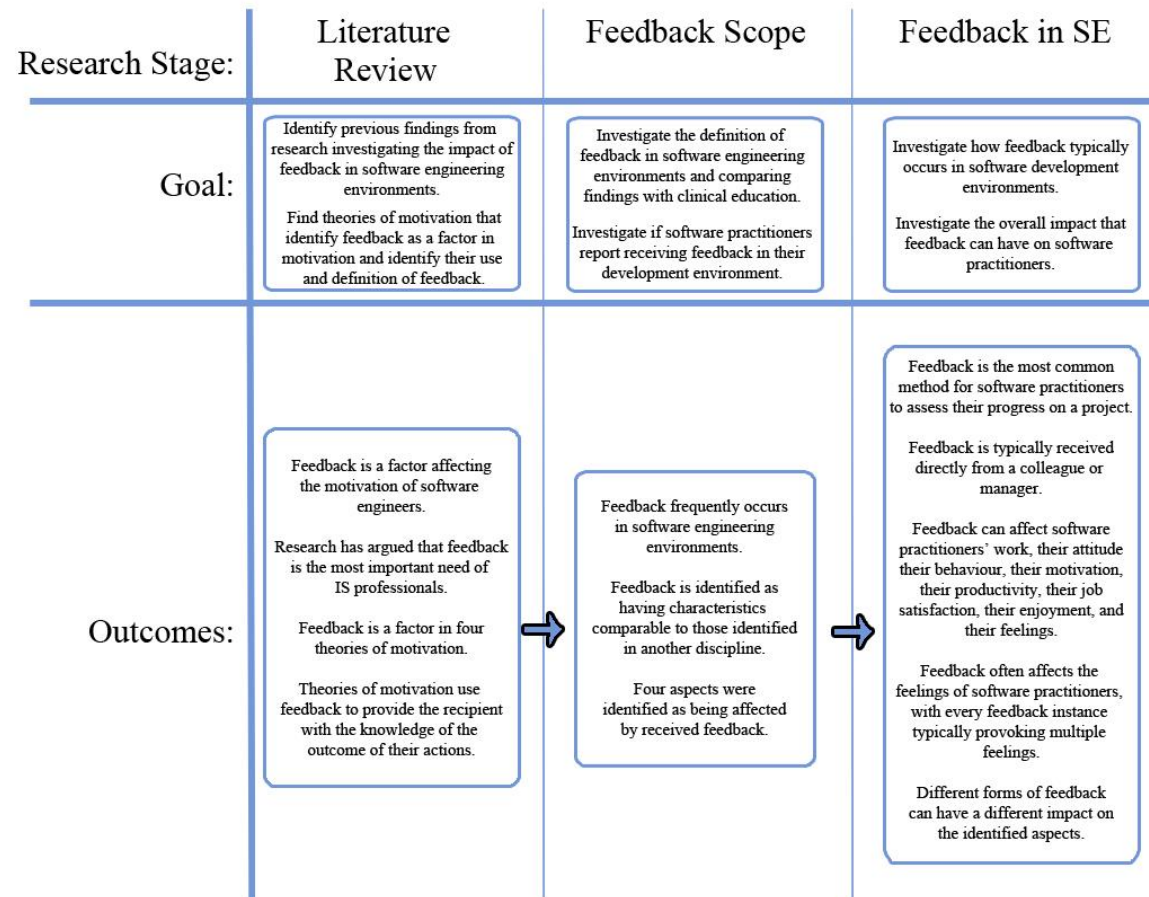 Research Stage:
Literature
Review
Feedback Scope
Feedback in SE
Goal:
Identify previous findings from
research investigating the impact of
feedback in software engineering
environments.
Find theories of motivation that
identify feedback as a factor in
motivation and identify their use
and definition of feedback.
Investigate the definition of
feedback in software engineering
environments and comparing
findings with clinical education.
Investigate if software practitioners
report receiving feedback in their
development environment.
Investigate how feedback typically
occurs in software development
environments.
Investigate the overall impact that
feedback can have on software
practitioners.
Outcomes:
Feedback is a factor affecting
the motivation of software
engineers.
Research has argued that feedback
is the most important need of
IS professionals.
Feedback is a factor in four
theories of motivation.
Theories of motivation use
feedback to provide the recipient
with the knowledge of the
outcome of their actions.
Feedback frequently occurs
in software engineering
environments.
Feedback is identified as
having characteristics
comparable to those identified
in another discipline.
Four aspects were
identified as being affected
by received feedback.
Feedback is the most common
method for software practitioners
to assess their progress on a project.
Feedback is typically received
directly from a colleague or
manager.
Feedback can affect software
practitioners’ work, their attitude
their behaviour, their motivation,
their productivity, their job
satisfaction, their enjoyment, and
their feelings.
Feedback often affects the
feelings of software practitioners,
with every feedback instance
typically provoking multiple
feelings.
Different forms of feedback
can have a different impact on
the identified aspects.